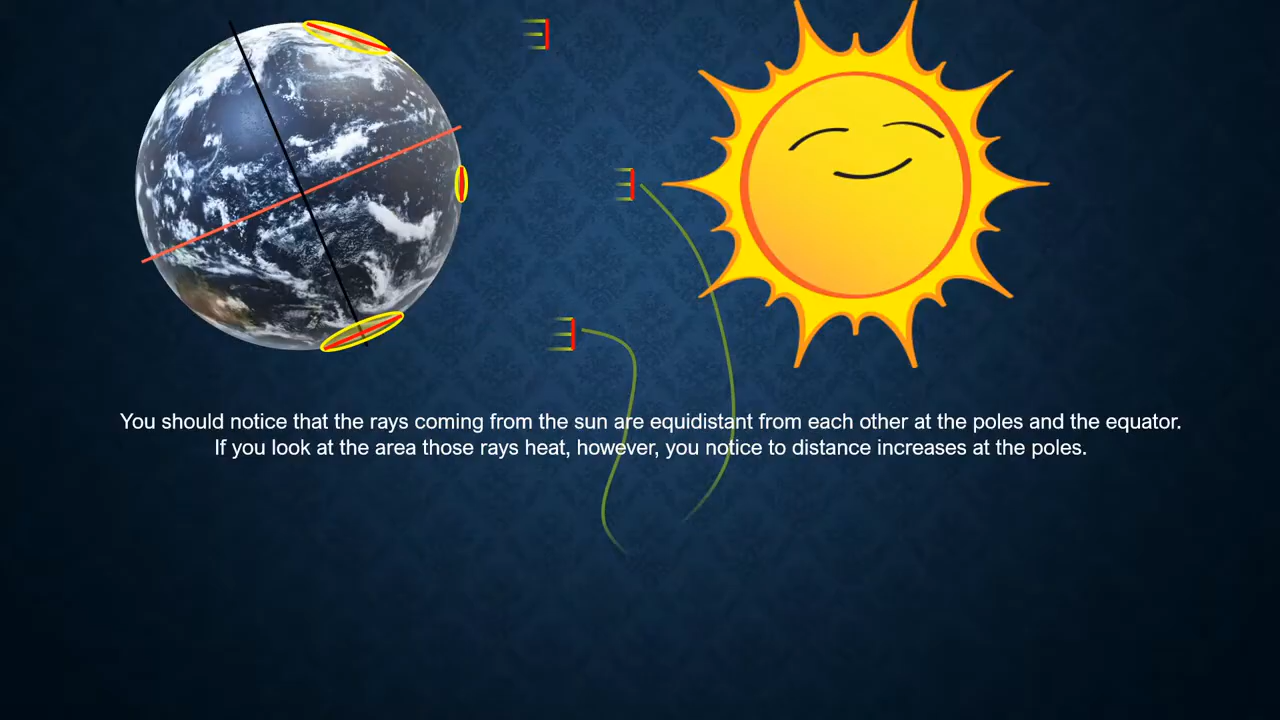 You should notice that the rays coming from the sun are equidistant from each other at the poles and the equator.
If you look at the area those rays heat, however, you notice to distance increases at the poles.